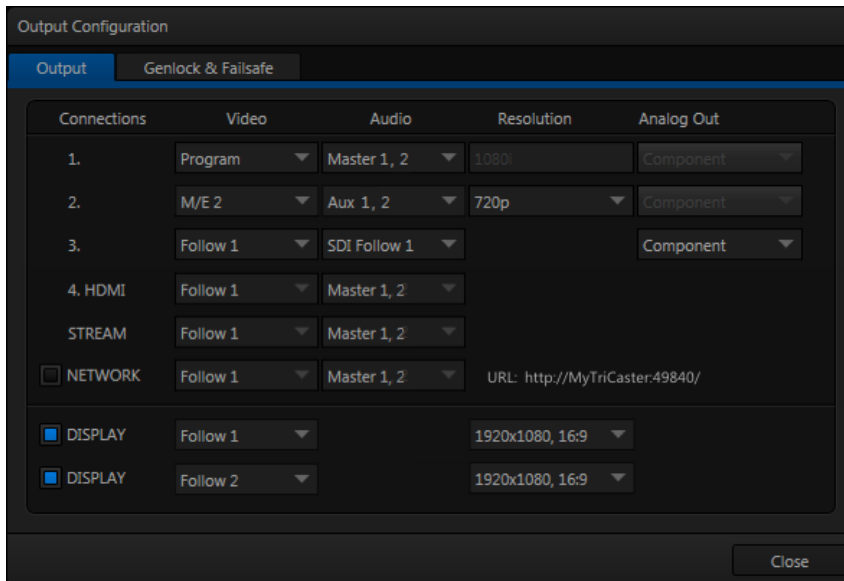 Output Configuration
Output Genlock & Failsafe
Connections Video Audio Resolution Analog Out
1. Program Master 1, 2 1080i Component
2. M/E 2 Aux 1, 2 720p Component
3. Follow 1 SDI Follow 1 Component
4. HDMI Follow 1 Master 1, 2
STREAM Follow 1 Master 1, 2
NETWORK Follow 1 Master 1, 2 URL: http://MyTriCaster:49840/
DISPLAY Follow 1 1920x1080, 16:9
DISPLAY Follow 2 1920x1080, 16:9
Close